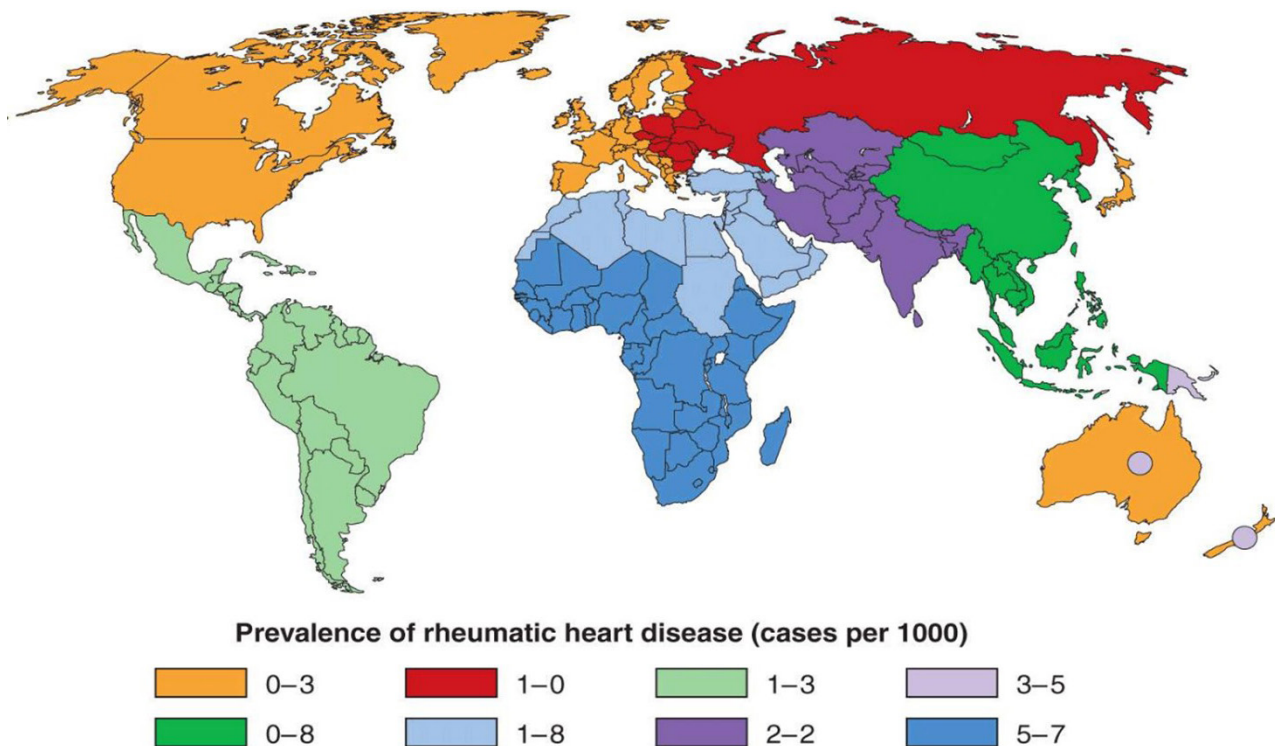 Prevalence of rheumatic heart disease (cases per 1000)
0–3 1–0 1–3 3–5
0–8 1–8 2–2 5–7